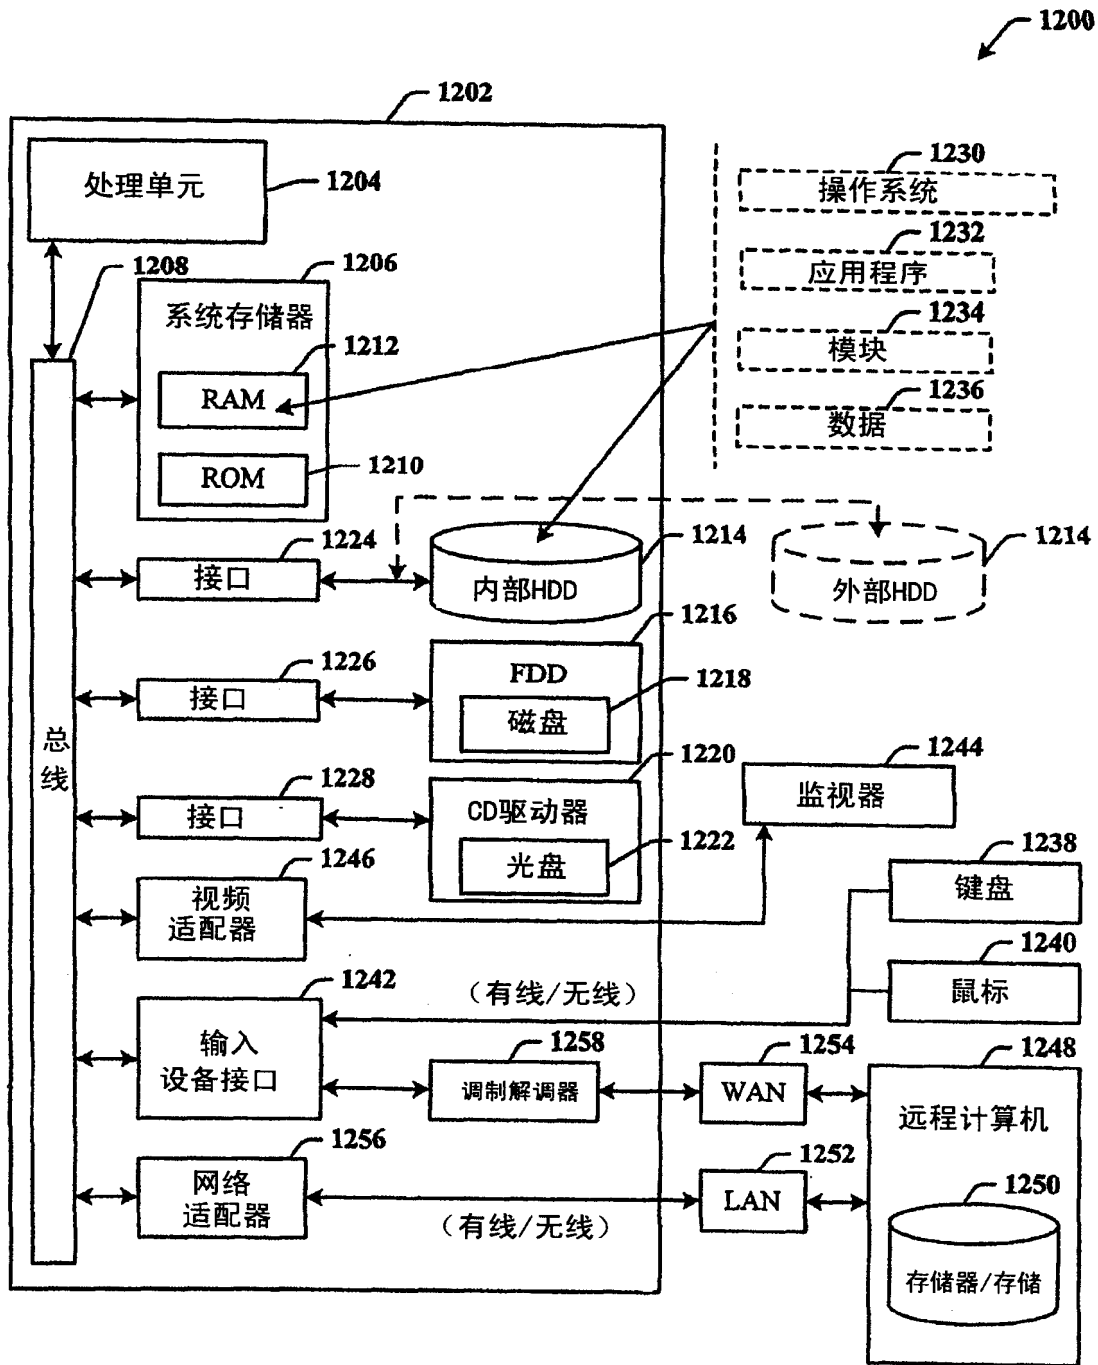 1200
1202
处理单元
1204
1208
1206
系统存储器
1212
RAM
1210
ROM
1230
操作系统
1232
应用程序
1234
模块
1236
数据
1224
接口
内部HDD
1214
外部HDD
1214
1226
接口
1216
FDD
1218
磁盘
总
线
1228
接口
1220
CD驱动器
1222
光盘
1244
监视器
1246
视频
适配器
1238
键盘
1240
鼠标
1242
输入
设备接口
(有线/无线)
1258
调制解调器
1254
WAN
1248
远程计算机
1256
网络
适配器
(有线/无线)
1252
LAN
1250
存储器/存储